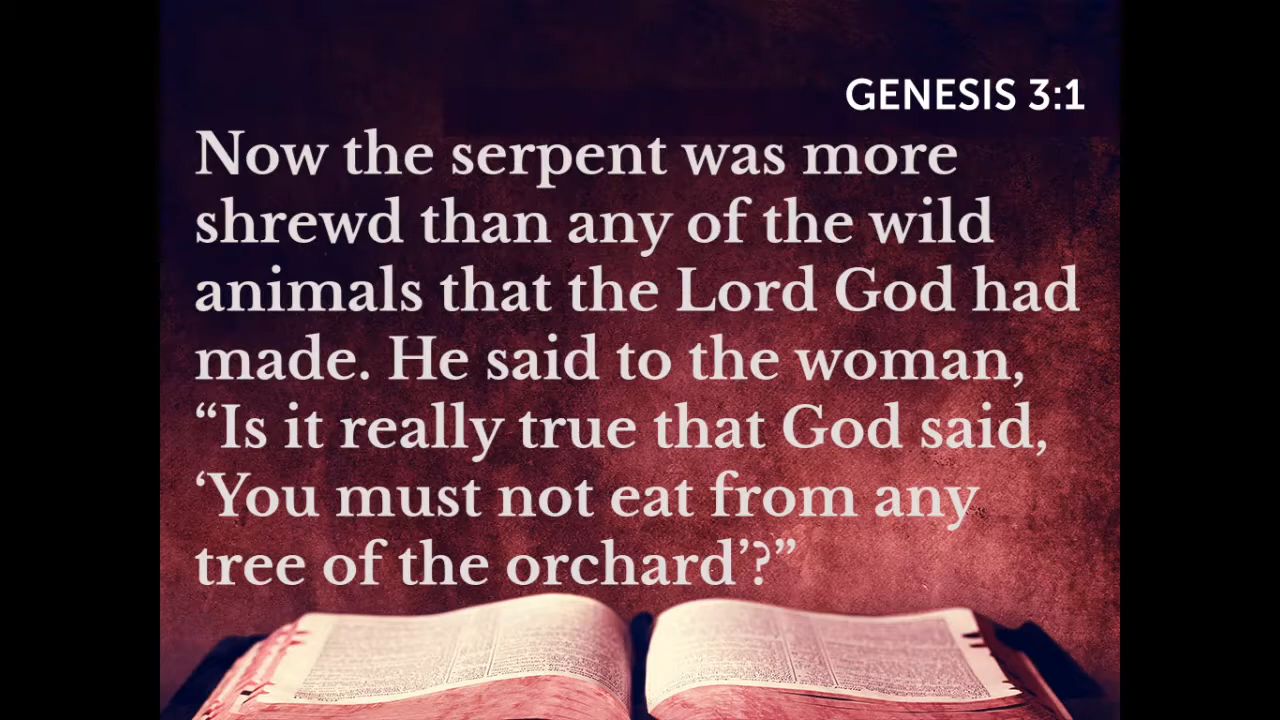 GENESIS 3:1
Now the serpent was more
shrewd than any of the wild
animals that the Lord God had
made. He said to the woman,
“Is it really true that God said,
‘You must not eat from any
tree of the orchard’?”